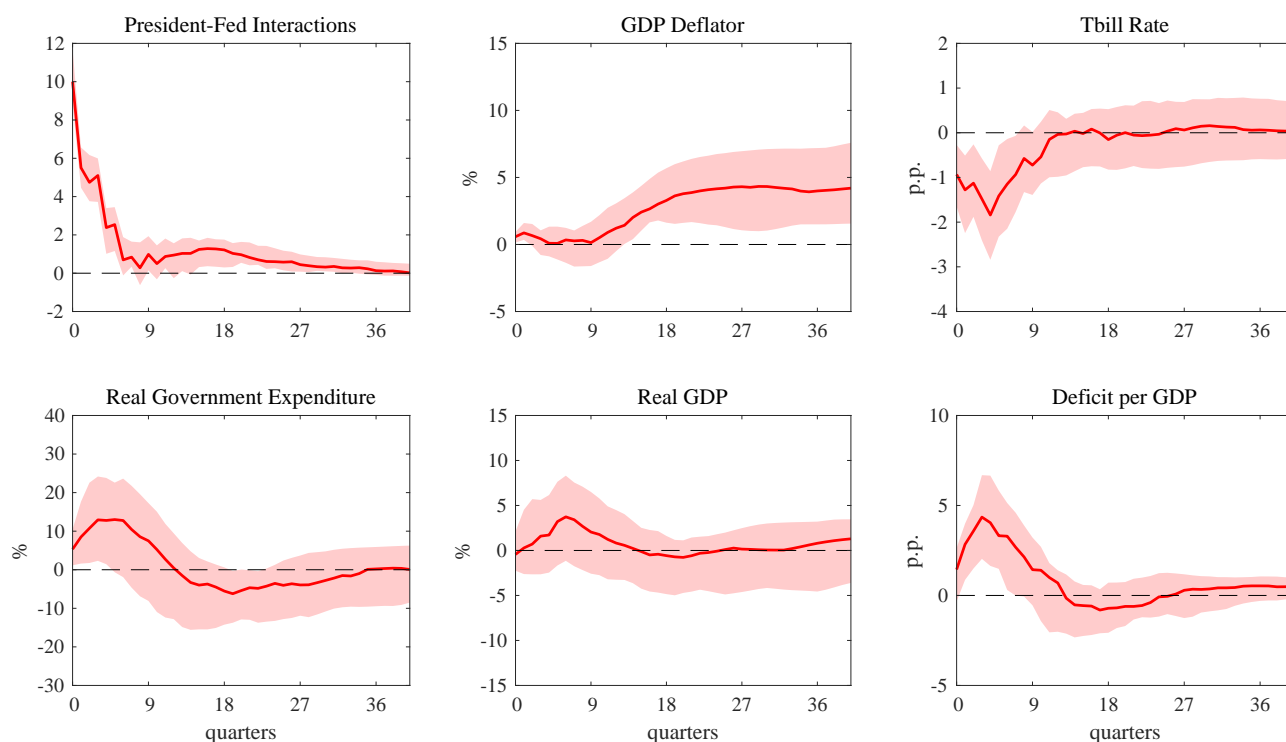 President-Fed Interactions
12
10
8
6
4
2
0
-2
0 9 18 27 36
GDP Deflator
%
15
10
5
0
-5
0 9 18 27 36
Tbill Rate
p.p.
2
1
0
-1
-2
-3
-4
0 9 18 27 36
Real Government Expenditure
%
40
30
20
10
0
-10
-20
-30
0 9 18 27 36
quarters
Real GDP
%
15
10
5
0
-5
-10
-15
0 9 18 27 36
quarters
Deficit per GDP
p.p.
10
5
0
-5
0 9 18 27 36
quarters